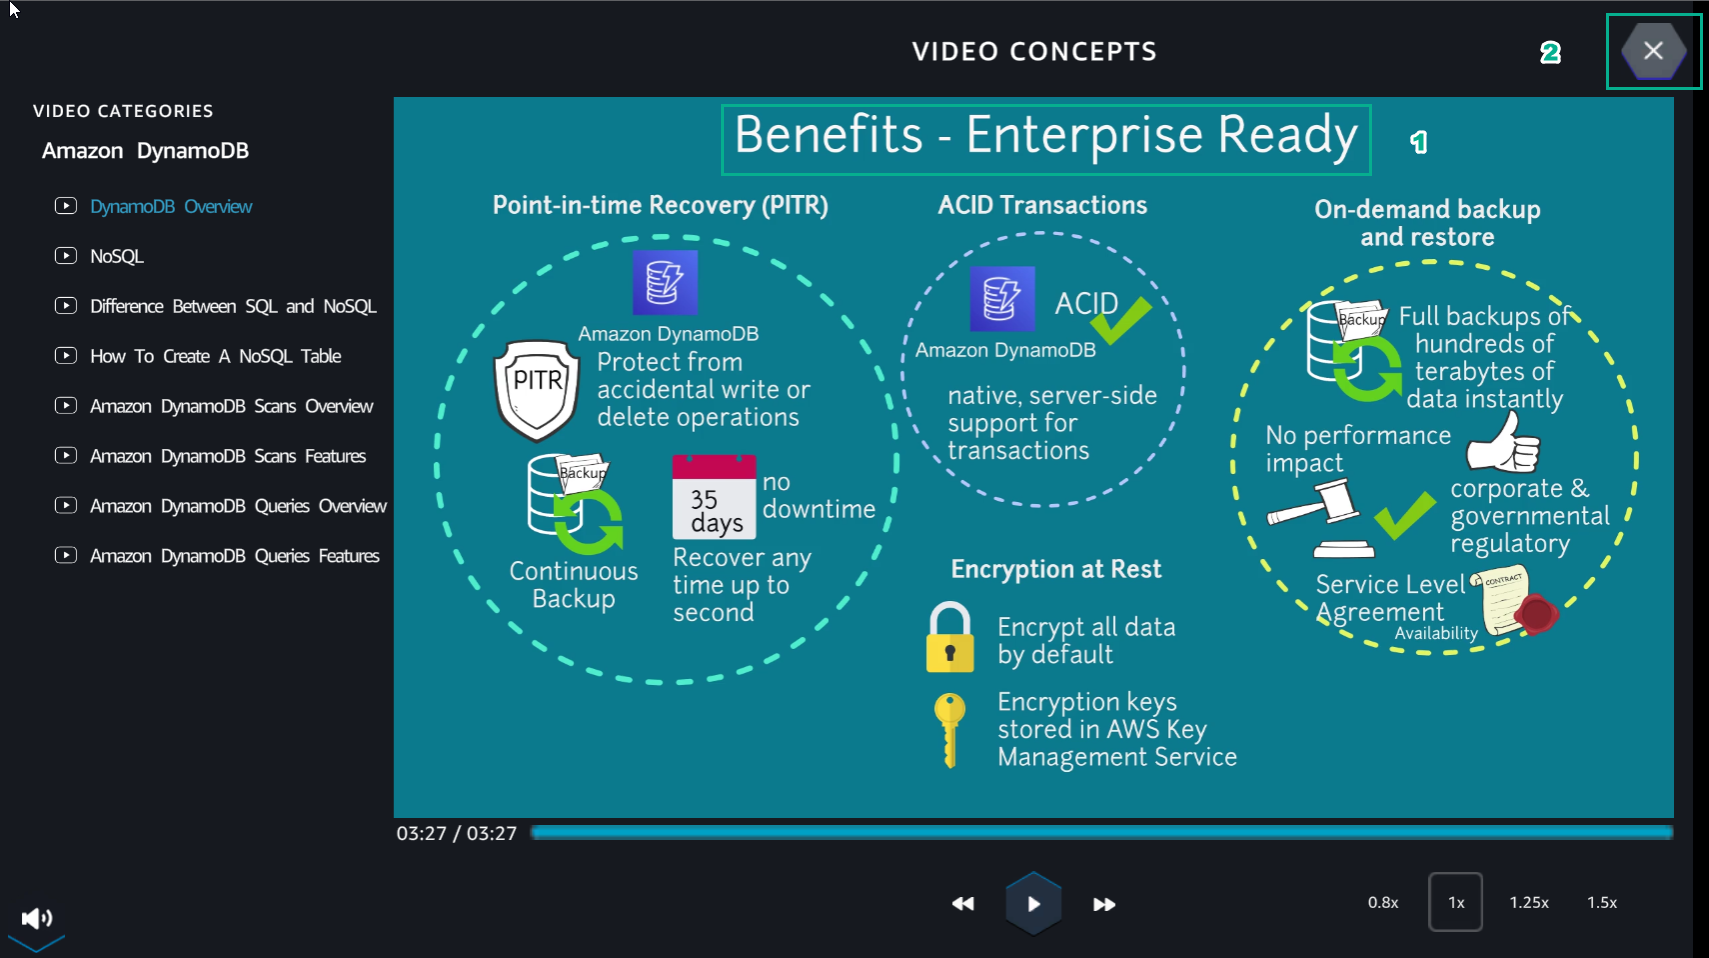 VIDEO CONCEPTS
2
VIDEO CATEGORIES
Amazon DynamoDB
DynamoDB Overview
NoSQL
Difference Between SQL and NoSQL
How To Create A NoSQL Table
Amazon DynamoDB Scans Overview
Amazon DynamoDB Scans Features
Amazon DynamoDB Queries Overview
Amazon DynamoDB Queries Features
Benefits - Enterprise Ready
1
Point-in-time Recovery (PITR)
Amazon DynamoDB
PITR
Protect from
accidental write or
delete operations
Backup
Continuous
Backup
35
days
no
downtime
Recover any
time up to
second
ACID Transactions
ACID
Amazon DynamoDB
native, server-side
support for
transactions
Encryption at Rest
Encrypt all data
by default
Encryption keys
stored in AWS Key
Management Service
On-demand backup
and restore
Backup
Full backups of
hundreds of
terabytes of
data instantly
No performance
impact
corporate &
governmental
regulatory
Service Level
Agreement
Availability
CONTRACT
03:27 / 03:27
0.8x
1x
1.25x
1.5x